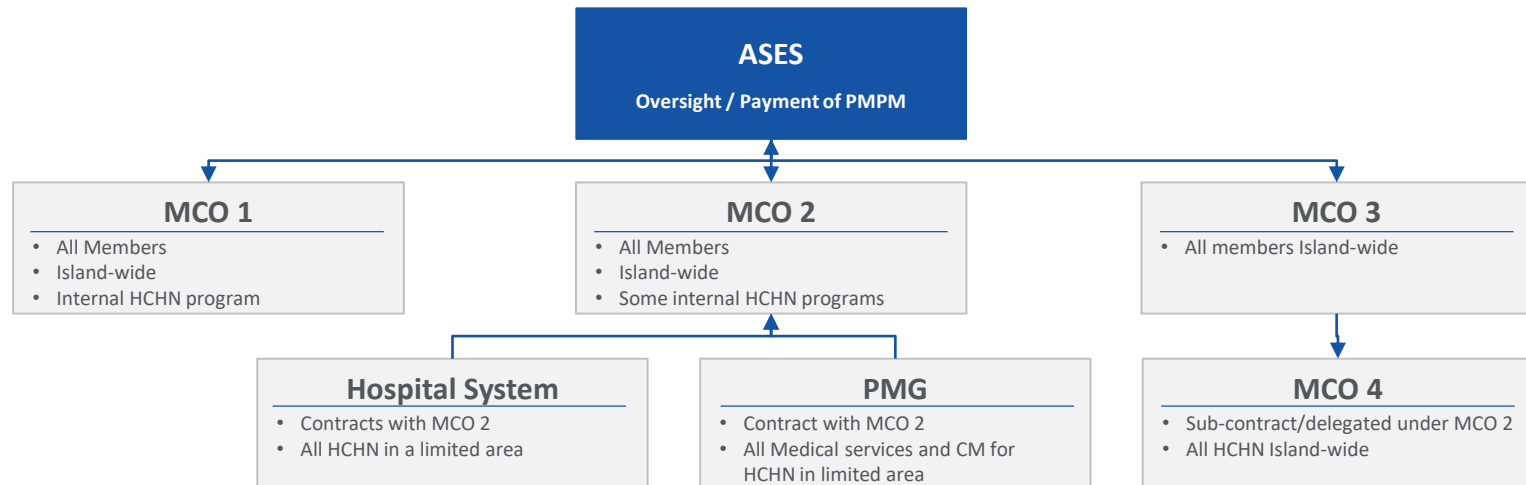 ASES
Oversight / Payment of PMPM
MCO 1
• All Members
• Island-wide
• Internal HCHN program
MCO 2
• All Members
• Island-wide
• Some internal HCHN programs
MCO 3
• All members Island-wide
Hospital System
• Contracts with MCO 2
• All HCHN in a limited area
PMG
• Contract with MCO 2
• All Medical services and CM for
HCHN in limited area
MCO 4
• Sub-contract/delegated under MCO 2
• All HCHN Island-wide